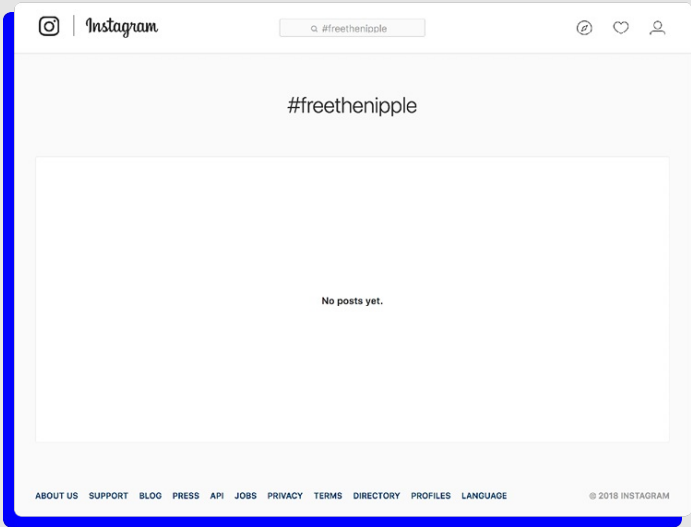 Instagram
#freethenipple
#freethenipple
No posts yet.
ABOUT US SUPPORT BLOG PRESS API JOBS PRIVACY TERMS DIRECTORY PROFILES LANGUAGE
© 2018 INSTAGRAM